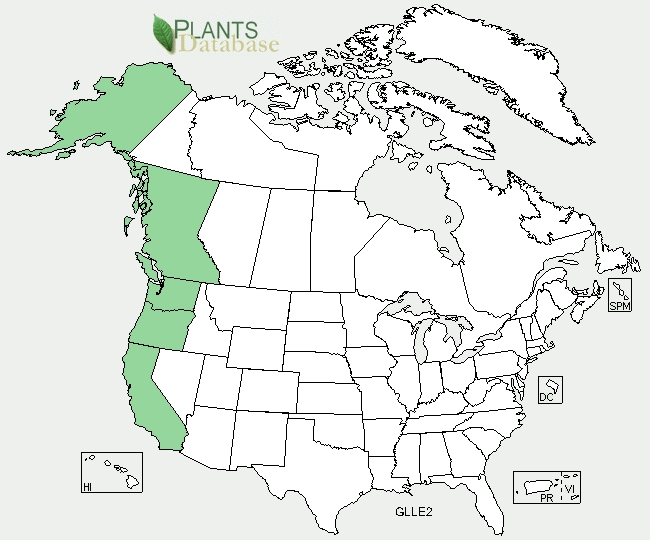 PLANTS
Database
SPM
DC
HI
PR
VI
GLLE2